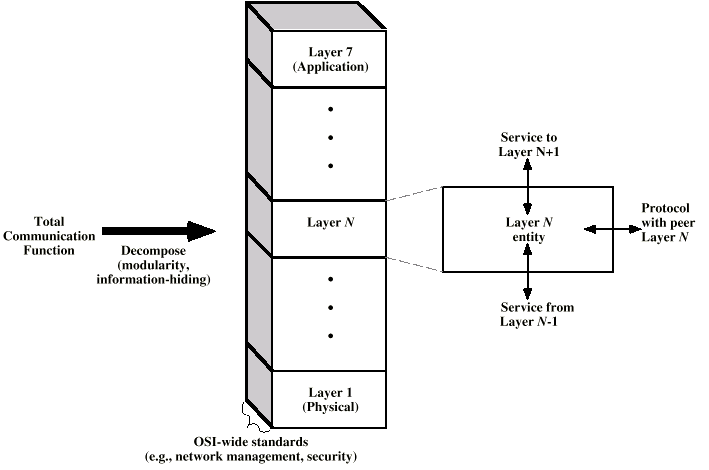 Layer 7
(Application)
Service to
Layer N+1
Total
Communication
Function
Decompose
(modularity,
information-hiding)
Layer N
Layer N
entity
Protocol
with peer
Layer N
Service from
Layer N-1
Layer 1
(Physical)
OSI-wide standards
(e.g., network management, security)